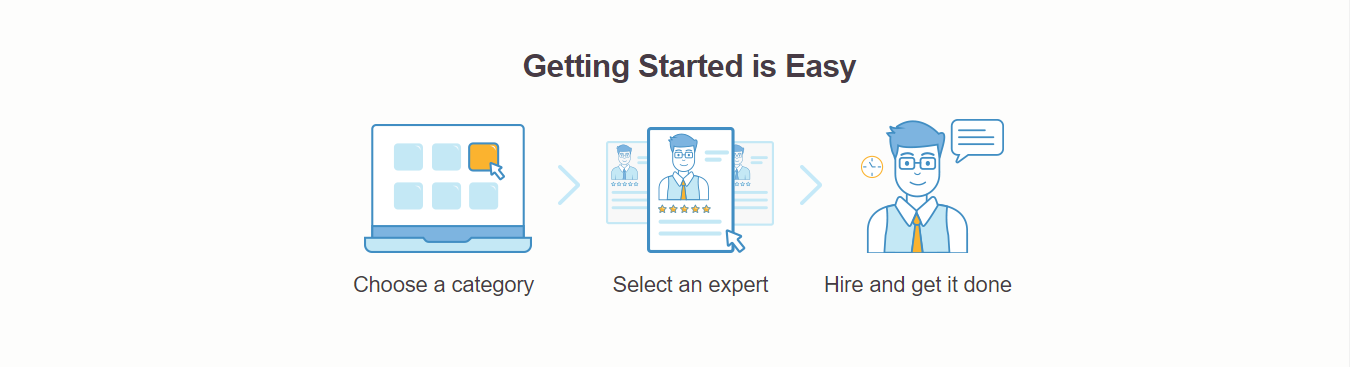 Getting Started is Easy
Choose a category
Select an expert
Hire and get it done